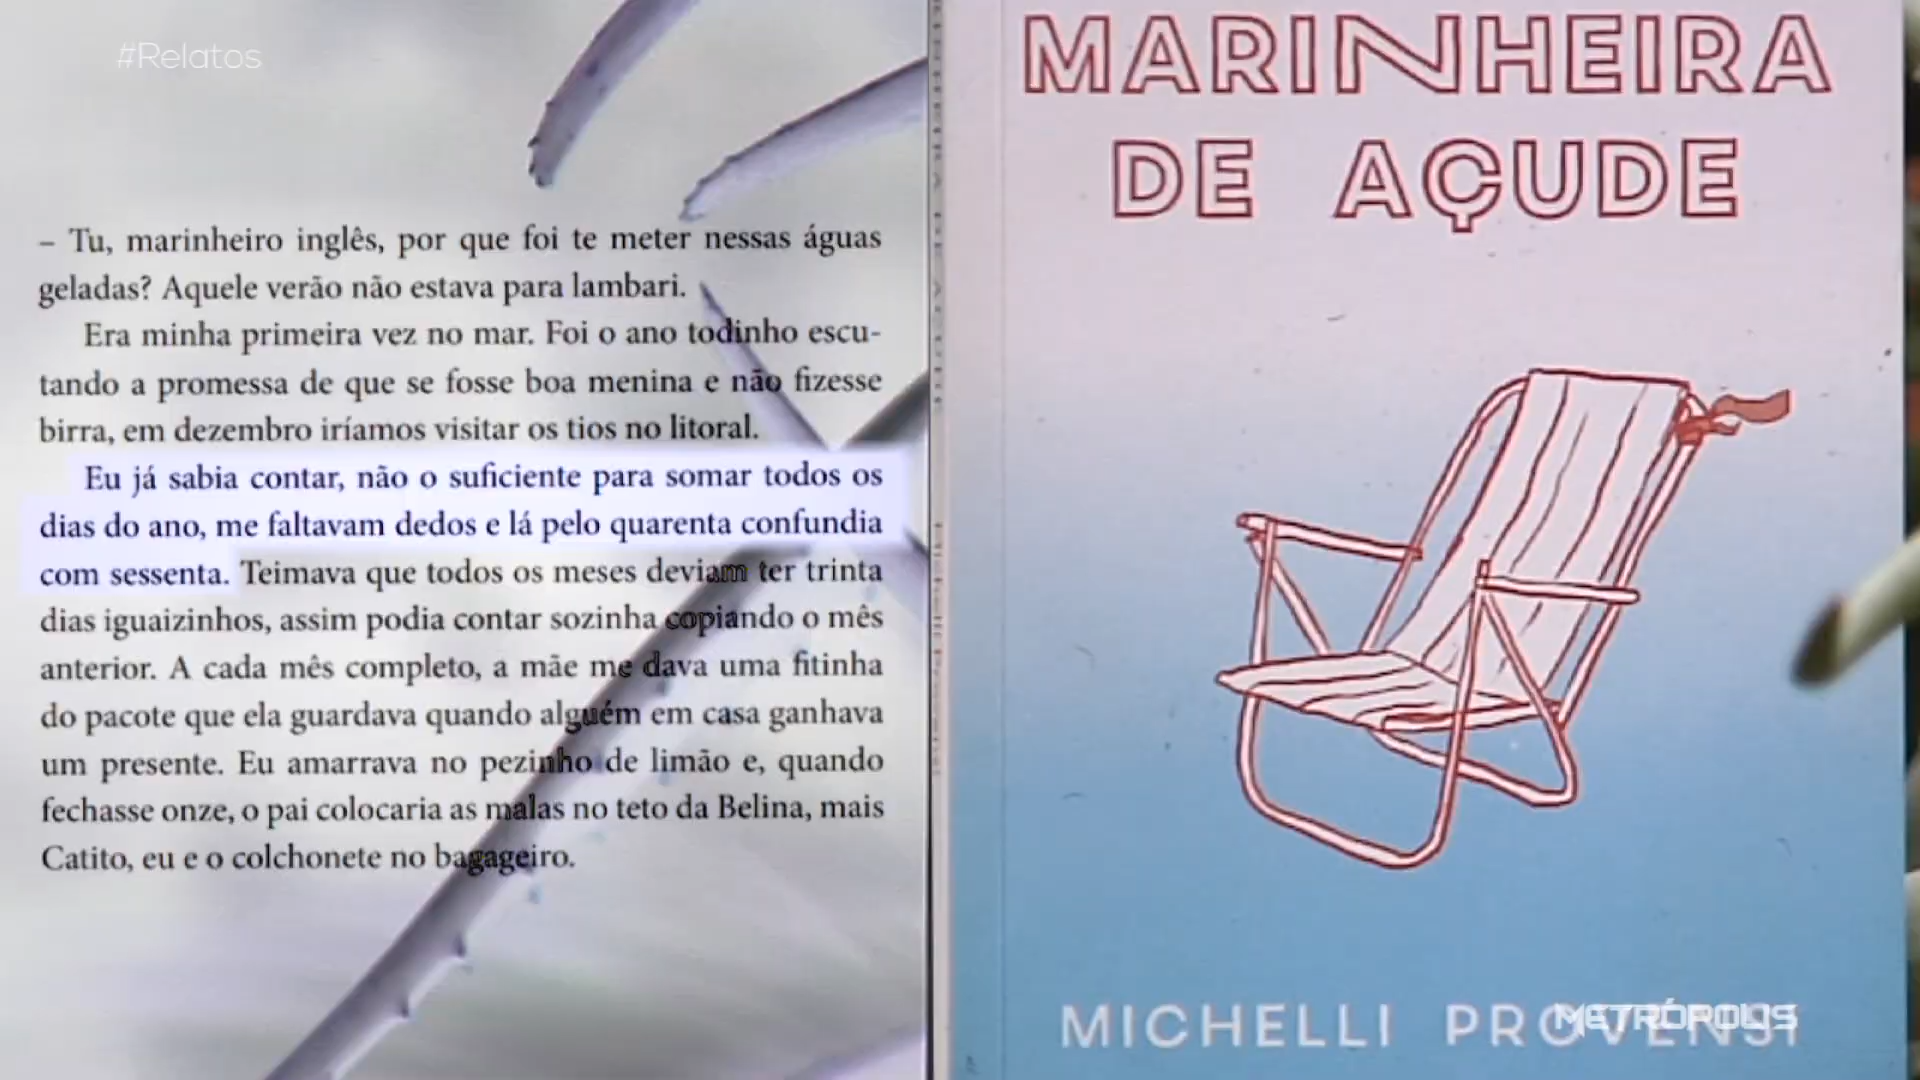 #Relatos
– Tu, marinheiro inglês, por que foi te meter nessas águas
geladas? Aquele verão não estava para lambari.
Era minha primeira vez no mar. Foi o ano todinho escu-
tando a promessa de que se fosse boa menina e não fizesse
birra, em dezembro iríamos visitar os tios no litoral.
Eu já sabia contar, não o suficiente para somar todos os
dias do ano, me faltavam dedos e lá pelo quarenta confundia
com sessenta. Teimava que todos os meses deviam ter trinta
dias iguaizinhos, assim podia contar sozinha copiando o mês
anterior. A cada mês completo, a mãe me dava uma fitinha
do pacote que ela guardava quando alguém em casa ganhava
um presente. Eu amarrava no pezinho de limão e, quando
fechasse onze, o pai colocaria as malas no teto da Belina, mais
Catito, eu e o colchonete no bagageiro.
MARINHEIRA
DE AÇUDE
MICHELLI PROVENSI
METRÓPOLIS